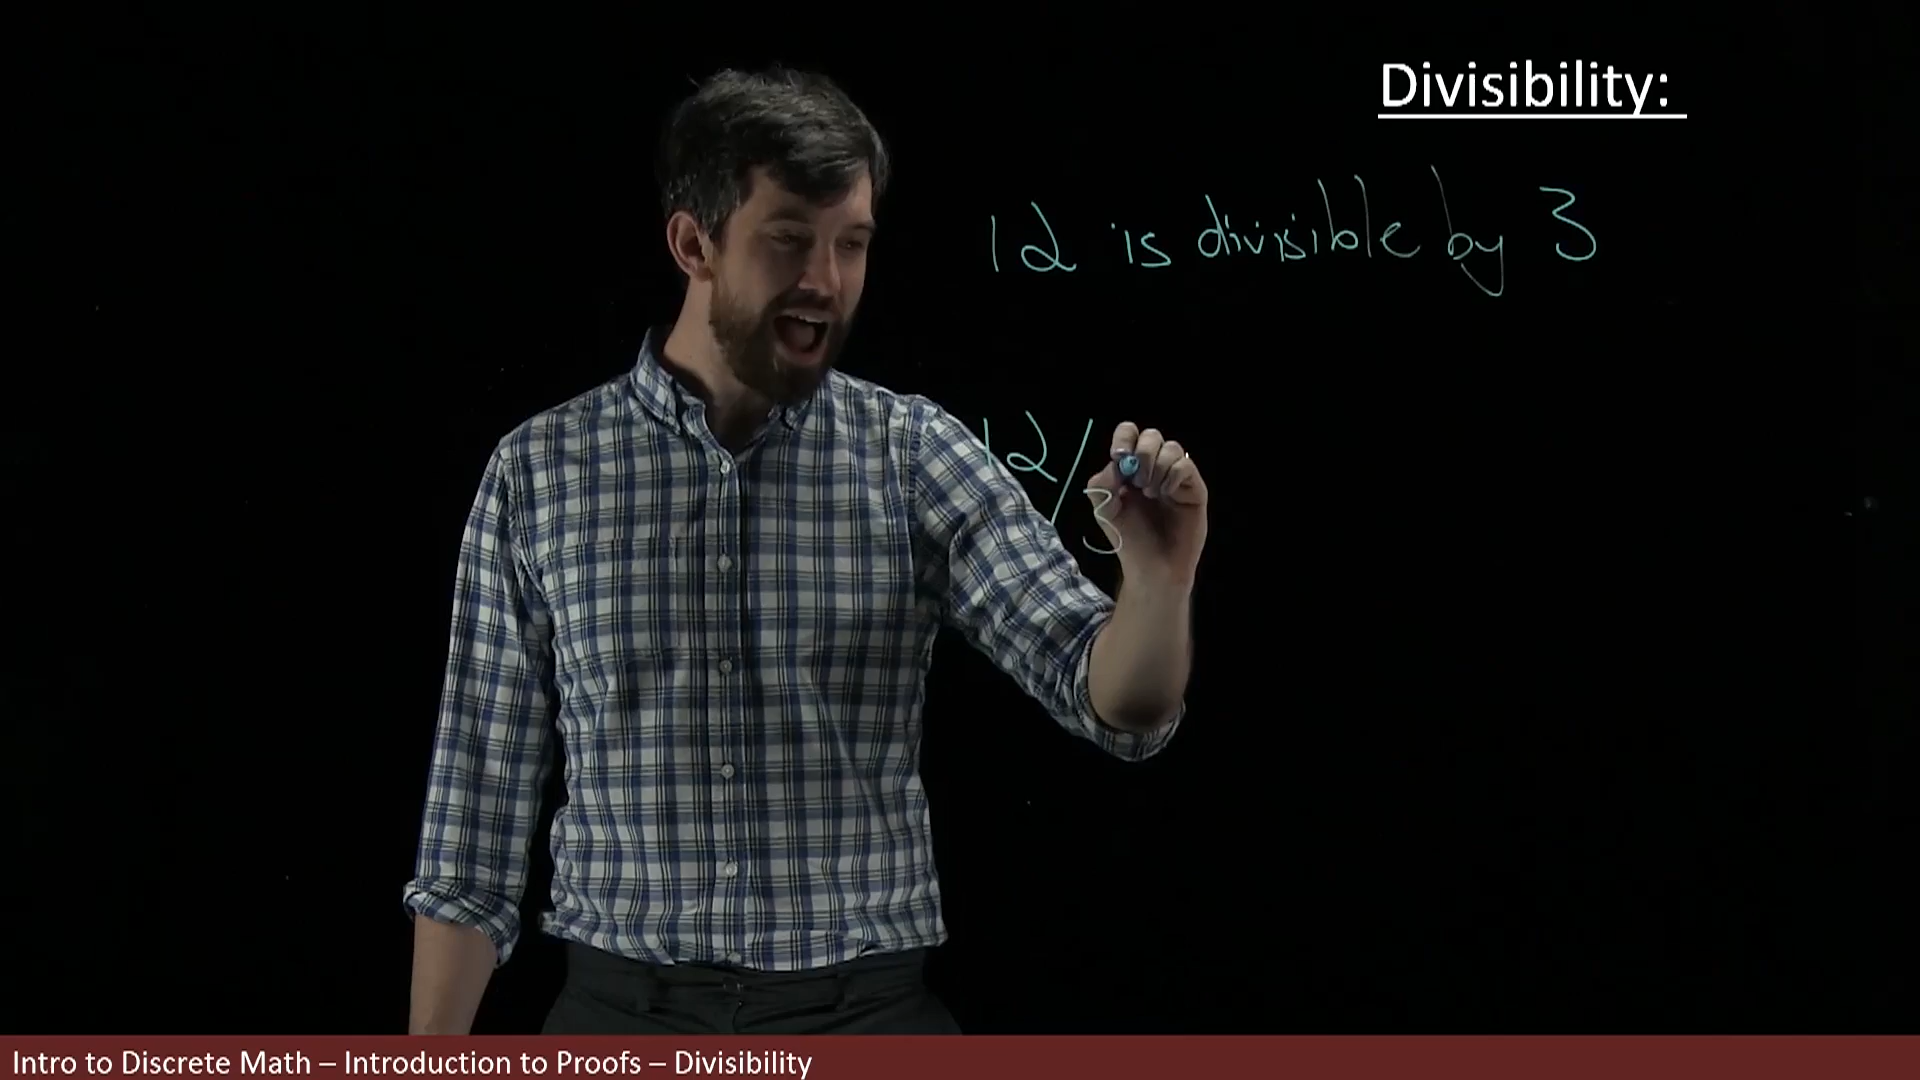 Divisibility:
12 is divisible by 3
12/3
Intro to Discrete Math – Introduction to Proofs – Divisibility